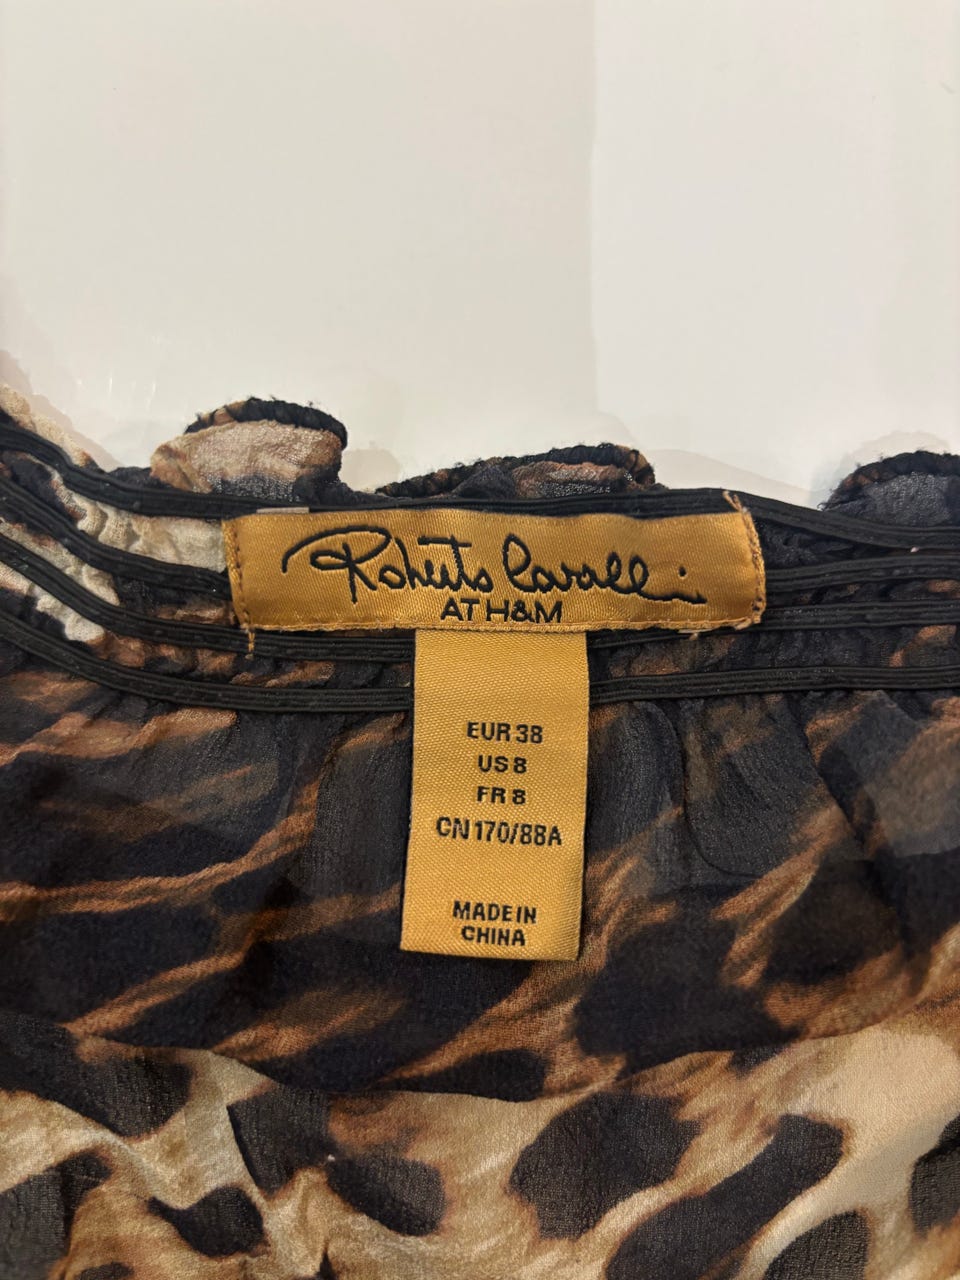 Roberto Cavalli
AT H&M
EUR 38
US 8
FR 8
CN 170/88A
MADE IN
CHINA